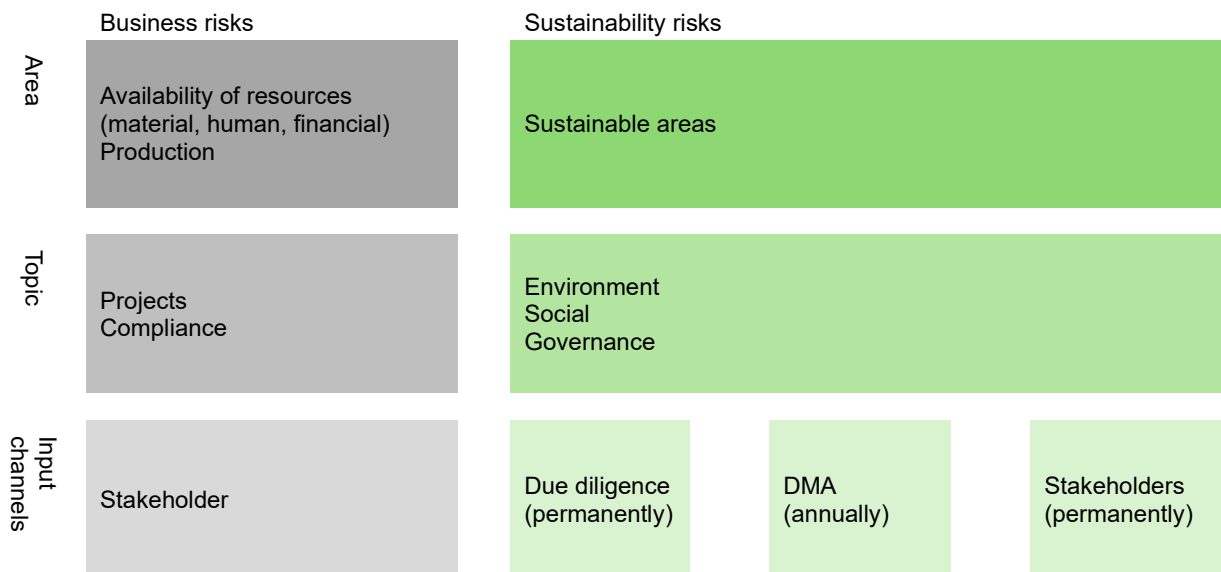 Business risks
Sustainability risks
Area
Availability of resources
(material, human, financial)
Production
Sustainable areas
Topic
Projects
Compliance
Environment
Social
Governance
Input
channels
Stakeholder
Due diligence
(permanently)
DMA
(annually)
Stakeholders
(permanently)